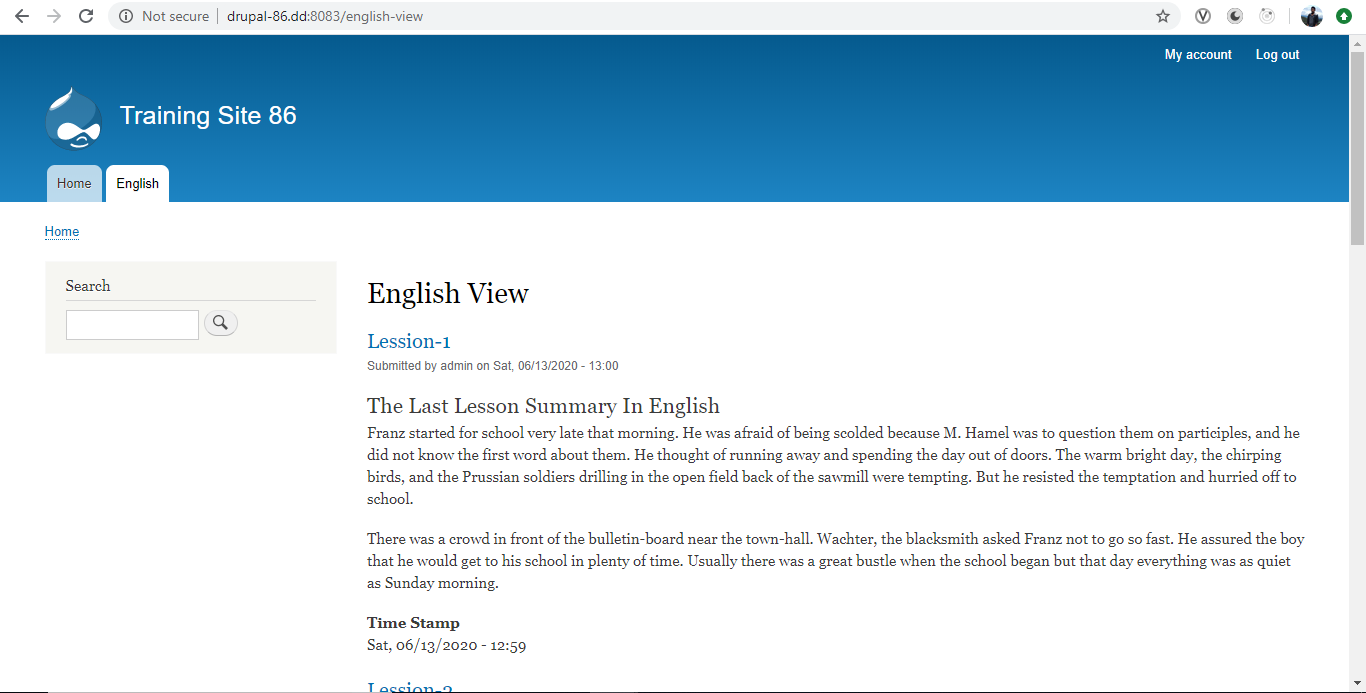 Not secure
drupal-86.dd:8083/english-view
My account
Log out
Training Site 86
Home
English
Home
Search
English View
Lession-1
Submitted by admin on Sat, 06/13/2020 - 13:00
The Last Lesson Summary In English
Franz started for school very late that morning. He was afraid of being scolded because M. Hamel was to question them on participles, and he
did not know the first word about them. He thought of running away and spending the day out of doors. The warm bright day, the chirping
birds, and the Prussian soldiers drilling in the open field back of the sawmill were tempting. But he resisted the temptation and hurried off to
school.
There was a crowd in front of the bulletin-board near the town-hall. Wachter, the blacksmith asked Franz not to go so fast. He assured the boy
that he would get to his school in plenty of time. Usually there was a great bustle when the school began but that day everything was as quiet
as Sunday morning.
Time Stamp
Sat, 06/13/2020 - 12:59
Lession-2